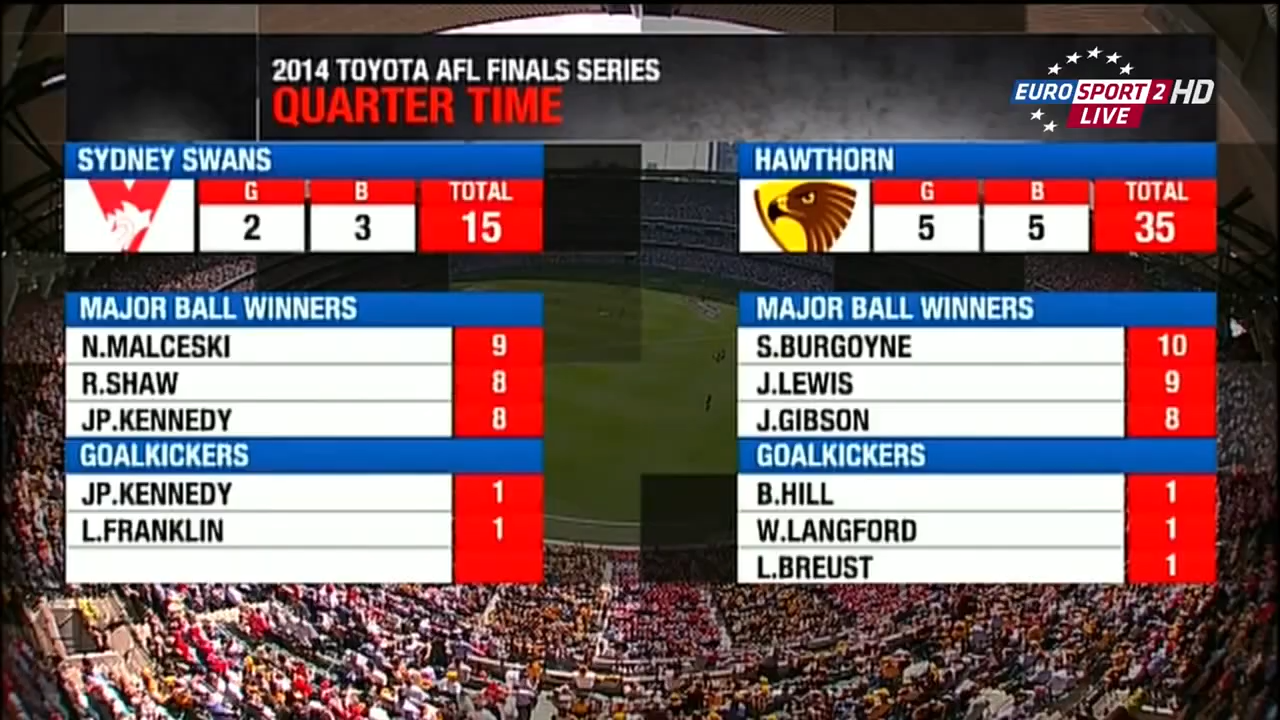 2014 TOYOTA AFL FINALS SERIES
QUARTER TIME
EUROSPORT 2 HD
LIVE
SYDNEY SWANS
G B TOTAL
2 3 15
HAWTHORN
G B TOTAL
5 5 35
MAJOR BALL WINNERS
N.MALCESKI 9
R.SHAW 8
JP.KENNEDY 8
GOALKICKERS
JP.KENNEDY 1
L.FRANKLIN 1
MAJOR BALL WINNERS
S.BURGOYNE 10
J.LEWIS 9
J.GIBSON 8
GOALKICKERS
B.HILL 1
W.LANGFORD 1
L.BREUST 1